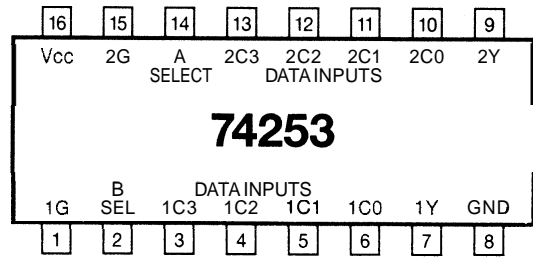 16 15 14 13 12 11 10 9
Vcc 2G A 2C3 2C2 2C1 2C0 2Y
SELECT DATA INPUTS
74253
B DATA INPUTS
1G SEL 1C3 1C2 1C1 1C0 1Y GND
1 2 3 4 5 6 7 8